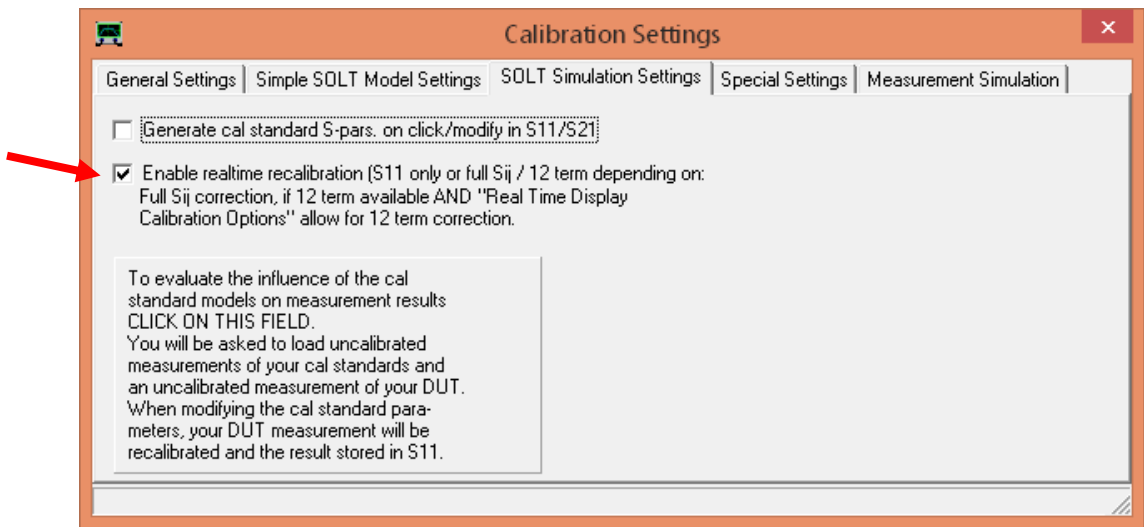 Calibration Settings
General Settings
Simple SOLT Model Settings
SOLT Simulation Settings
Special Settings
Measurement Simulation
Generate cal standard S-pars. on click/modify in S11/S21
Enable realtime recalibration (S11 only or full Sij / 12 term depending on:
Full Sij correction, if 12 term available AND "Real Time Display
Calibration Options" allow for 12 term correction.
To evaluate the influence of the cal
standard models on measurement results
CLICK ON THIS FIELD.
You will be asked to load uncalibrated
measurements of your cal standards and
an uncalibrated measurement of your DUT.
When modifying the cal standard para-
meters, your DUT measurement will be
recalibrated and the result stored in S11.